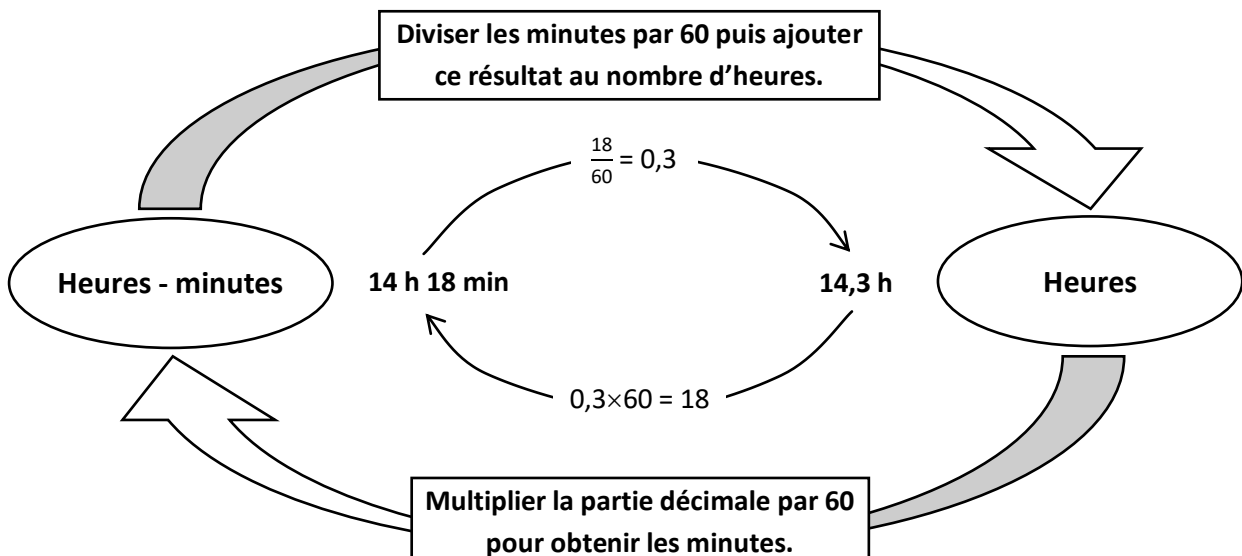 Diviser les minutes par 60 puis ajouter
ce résultat au nombre d’heures.
18/60 = 0,3
Heures - minutes
14 h 18 min
14,3 h
Heures
0,3×60 = 18
Multiplier la partie décimale par 60
pour obtenir les minutes.